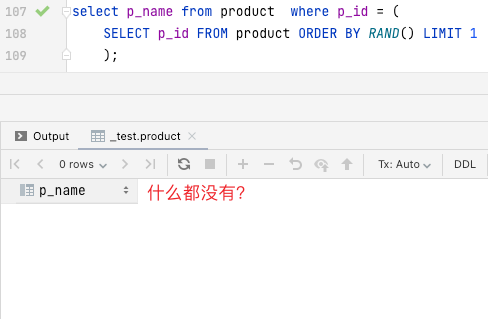 107 select p_name from product  where p_id = (
108 SELECT p_id FROM product ORDER BY RAND() LIMIT 1
109 );
Output _test.product
0 rows Tx: Auto DDL
p_name 什么都没有?